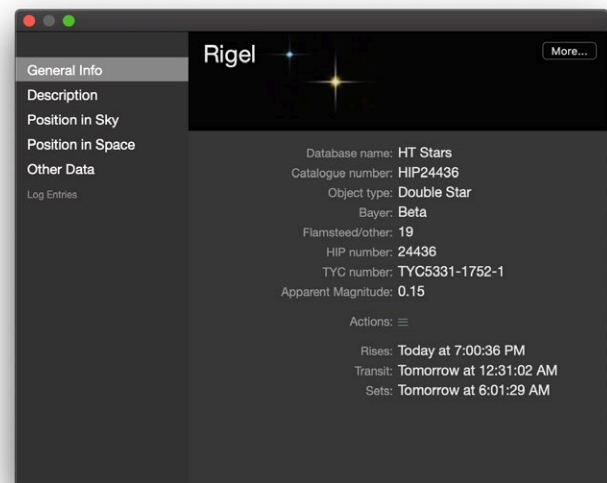 Rigel
More...
General Info
Description
Position in Sky
Position in Space
Other Data
Log Entries
Database name: HT Stars
Catalogue number: HIP24436
Object type: Double Star
Bayer: Beta
Flamsteed/other: 19
HIP number: 24436
TYC number: TYC5331-1752-1
Apparent Magnitude: 0.15
Actions:
Rises: Today at 7:00:36 PM
Transit: Tomorrow at 12:31:02 AM
Sets: Tomorrow at 6:01:29 AM